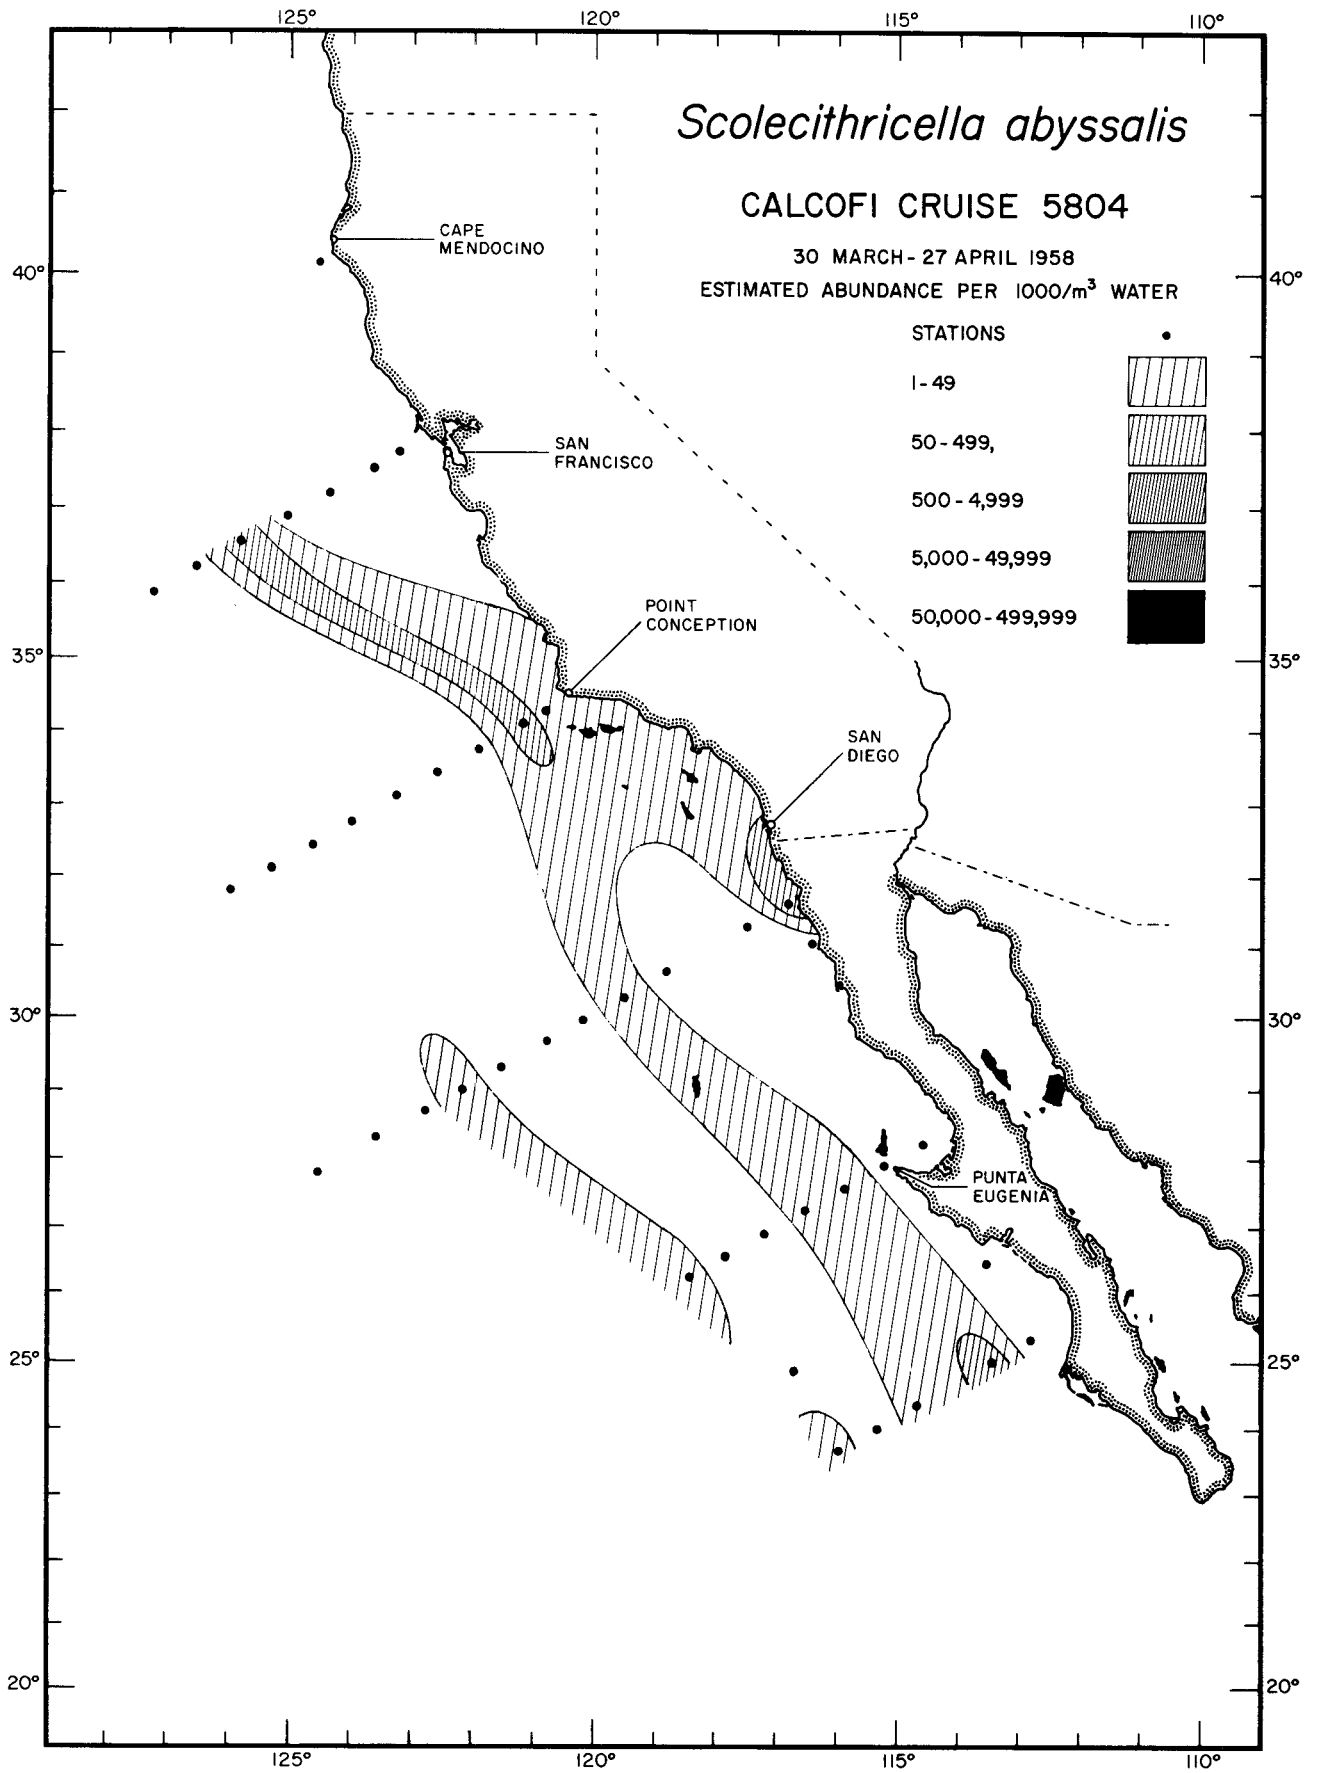 125° 120° 115° 110°
Scolecithricella abyssalis
CALCOFI CRUISE 5804
30 MARCH - 27 APRIL 1958
ESTIMATED ABUNDANCE PER 1000/m³ WATER
STATIONS
1 - 49
50 - 499,
500 - 4,999
5,000 - 49,999
50,000 - 499,999
CAPE
MENDOCINO
40° 40°
SAN
FRANCISCO
POINT
CONCEPTION
35° 35°
SAN
DIEGO
30° 30°
PUNTA
EUGENIA
25° 25°
20° 20°
125° 120° 115° 110°